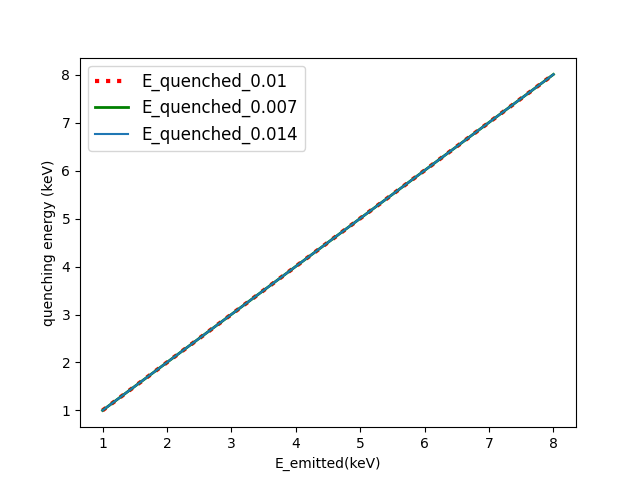 E_quenched_0.01
E_quenched_0.007
E_quenched_0.014
8
7
6
5
4
3
2
1
quenching energy (keV)
1 2 3 4 5 6 7 8
E_emitted(keV)